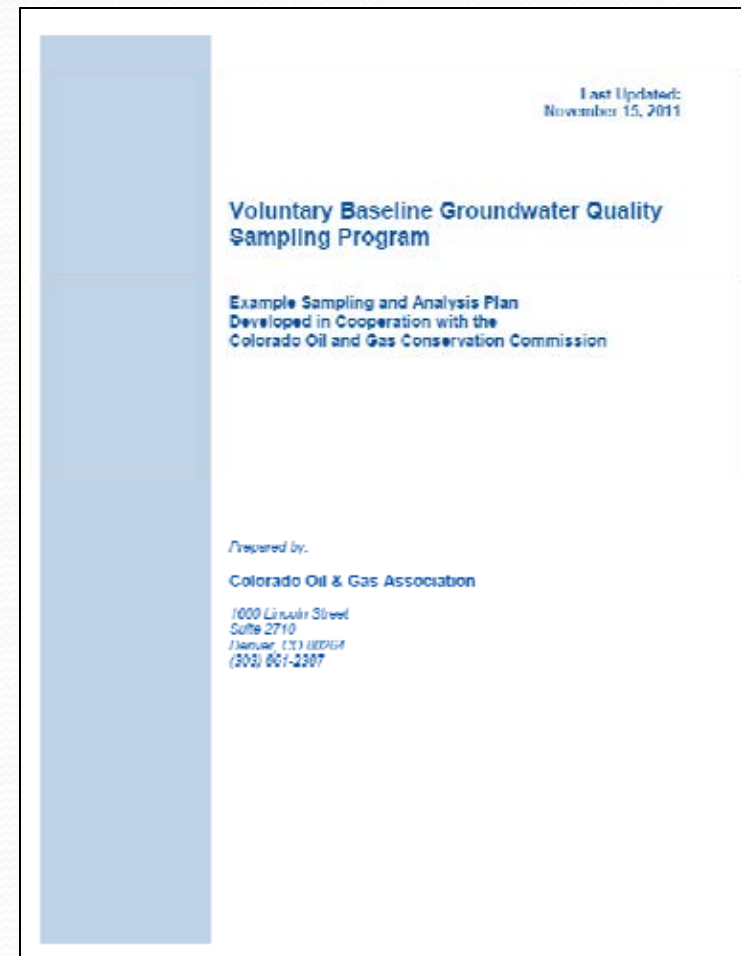 Last Updated:
November 15, 2011
Voluntary Baseline Groundwater Quality
Sampling Program
Example Sampling and Analysis Plan
Developed in Cooperation with the
Colorado Oil and Gas Conservation Commission
Prepared by:
Colorado Oil & Gas Association
Lincoln Street
Suite 2710
Denver, CO
(303)